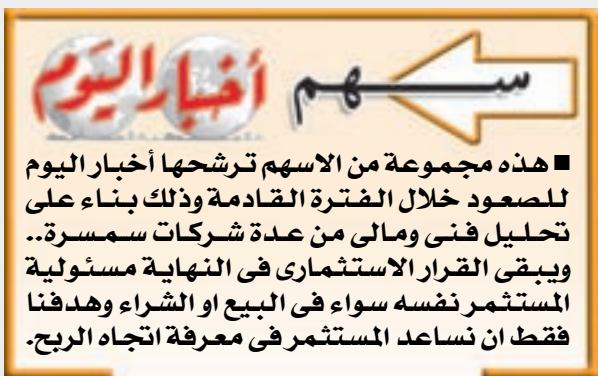 سـهـم أخبار اليوم
■ هذه مجموعة من الاسهم ترشحها أخبار اليوم
للصعود خلال الفترة القادمة وذلك بناء على
تحليل فنى ومالى من عدة شركات سمسرة..
ويبقى القرار الاستثمارى فى النهاية مسئولية
المستثمر نفسه سواء فى البيع او الشراء وهدفنا
فقط ان نساعد المستثمر فى معرفة اتجاه الربح.